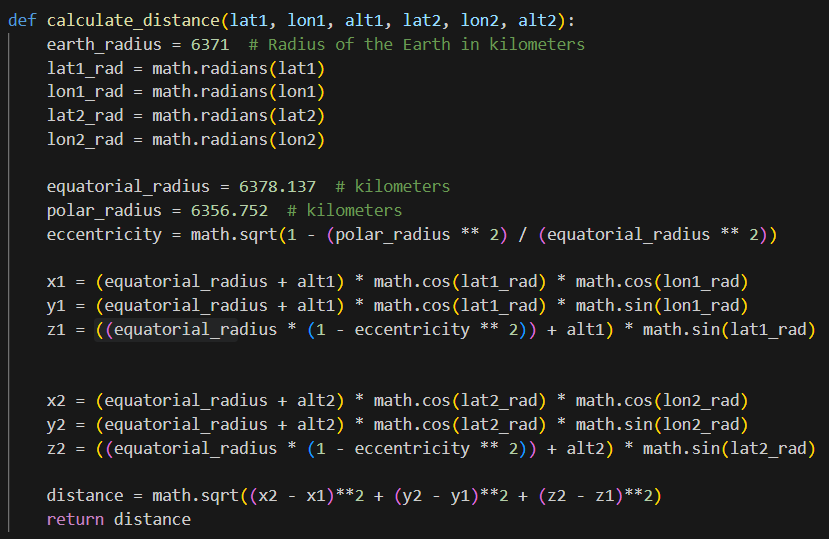 def calculate_distance(lat1, lon1, alt1, lat2, lon2, alt2):
    earth_radius = 6371  # Radius of the Earth in kilometers
    lat1_rad = math.radians(lat1)
    lon1_rad = math.radians(lon1)
    lat2_rad = math.radians(lat2)
    lon2_rad = math.radians(lon2)

    equatorial_radius = 6378.137  # kilometers
    polar_radius = 6356.752  # kilometers
    eccentricity = math.sqrt(1 - (polar_radius ** 2) / (equatorial_radius ** 2))

    x1 = (equatorial_radius + alt1) * math.cos(lat1_rad) * math.cos(lon1_rad)
    y1 = (equatorial_radius + alt1) * math.cos(lat1_rad) * math.sin(lon1_rad)
    z1 = ((equatorial_radius * (1 - eccentricity ** 2)) + alt1) * math.sin(lat1_rad)


    x2 = (equatorial_radius + alt2) * math.cos(lat2_rad) * math.cos(lon2_rad)
    y2 = (equatorial_radius + alt2) * math.cos(lat2_rad) * math.sin(lon2_rad)
    z2 = ((equatorial_radius * (1 - eccentricity ** 2)) + alt2) * math.sin(lat2_rad)

    distance = math.sqrt((x2 - x1)**2 + (y2 - y1)**2 + (z2 - z1)**2)
    return distance